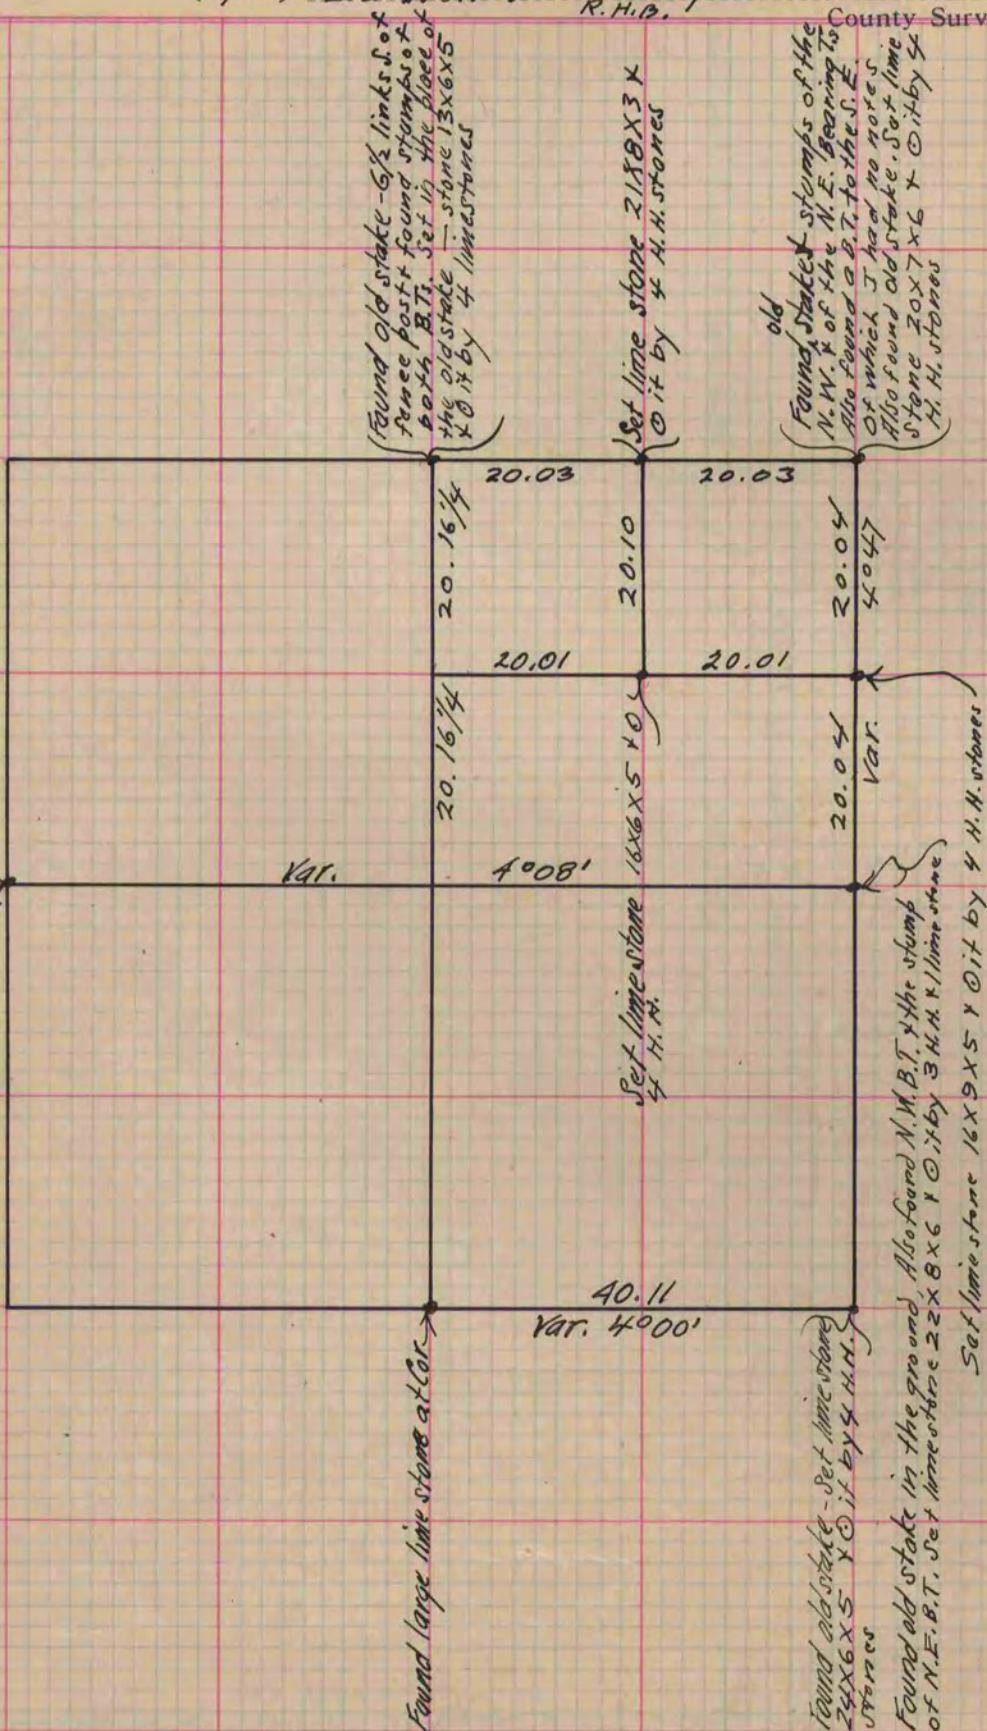 R.H.B.
County Surv
Found old stake - 6½ links S. of
fence post & found stumps of
both B.Ts. Set in the place of
the old stake — stone 13x6x5
& ⊙ it by 4 limestones
Set lime stone 21X8X3 &
⊙ it by 4 H.H. stones
old
Found ^ stake & stumps of the
N.W. & of the N.E. Bearing Ts
Also found a B.T. to the S.E.
of which I had no notes
Also found old stake. Set lime
stone 20X7X6 & ⊙ it by 4
H.H. stones
20.03
20.03
20.16¼
20.10
20.04
4°47
20.01
20.01
20.16¼
20.04
Var.
Var.
4°08'
Set lime stone 16X6X5 & ⊙
4 H.H.
40.11
Var. 4°00'
Found large lime stone at Cor.
Found old stake - Set lime stone
24X6X5 & ⊙ it by 4 H.H.
stones
Found old stake in the ground, Also found N.W.B.T. & the stump
of N.E.B.T. Set limestone 22X8X6 & ⊙ it by 3 H.H. & 1 limestone
Set lime stone 16X9X5 & ⊙ it by 4 H.H. stones